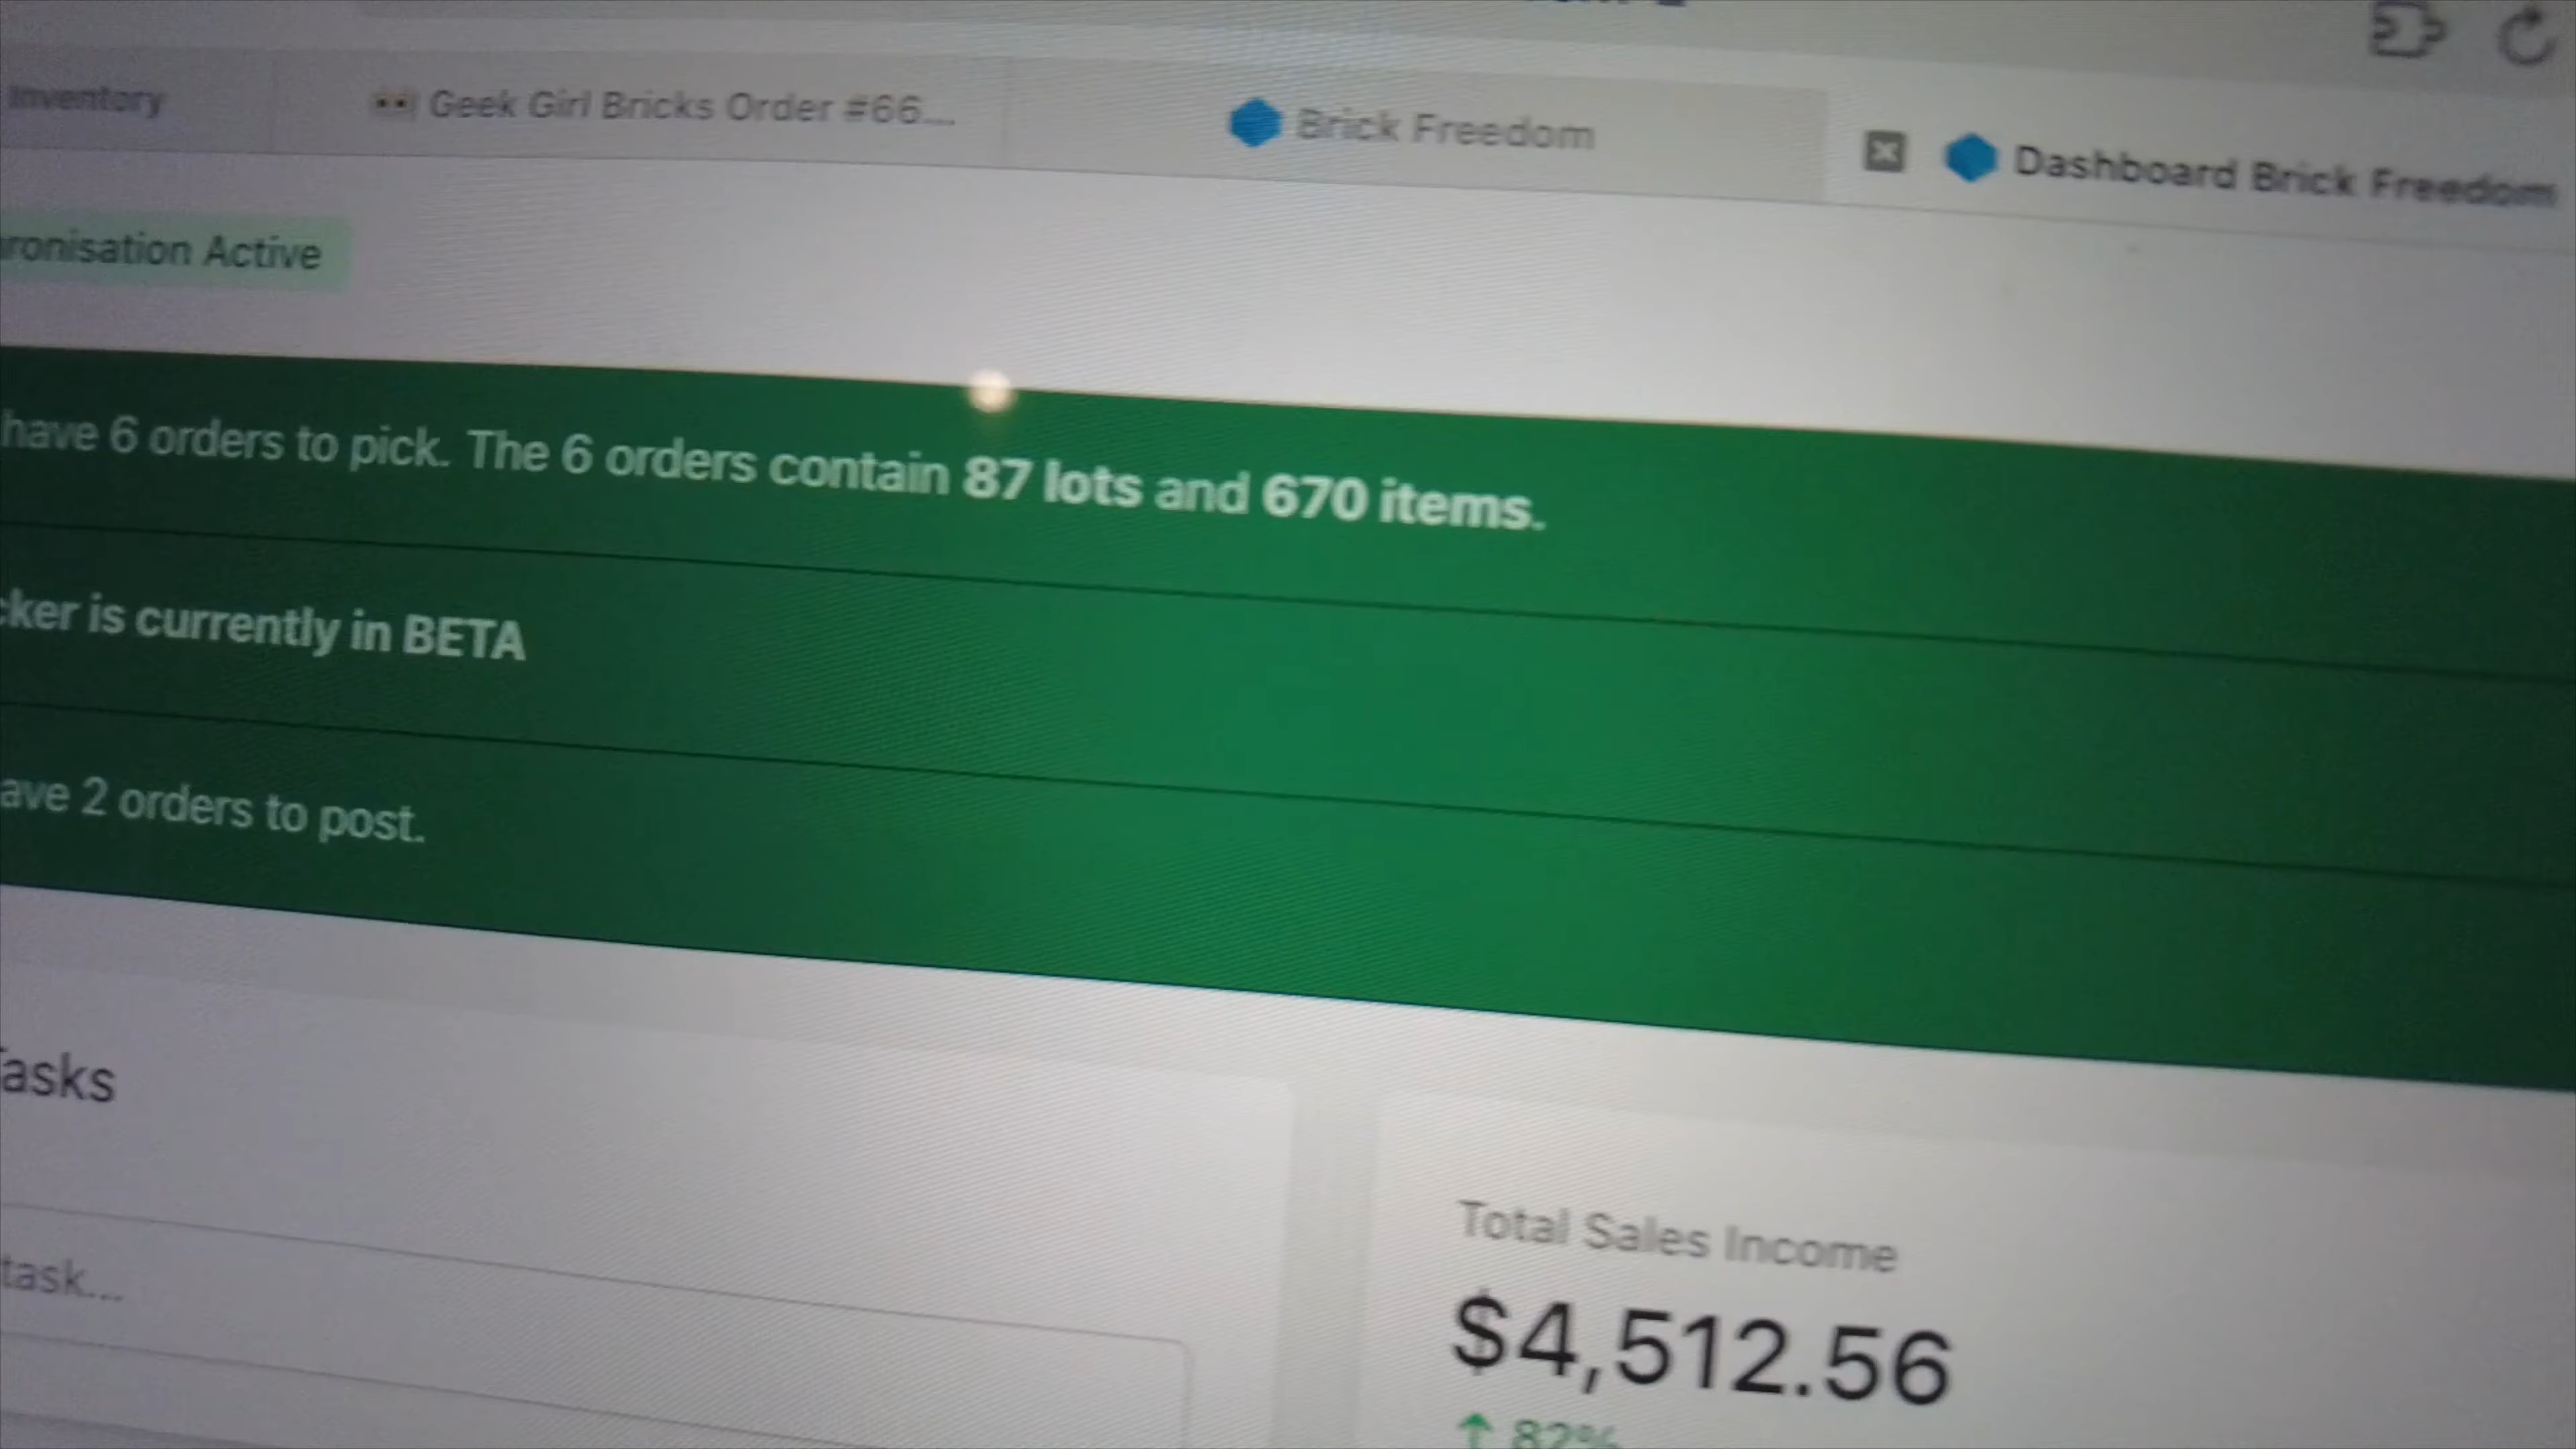 Inventory
Geek Girl Bricks Order #66...
Brick Freedom
Dashboard Brick Freedom
ronisation Active
have 6 orders to pick. The 6 orders contain 87 lots and 670 items.
cker is currently in BETA
ave 2 orders to post.
asks
task...
Total Sales Income
$4,512.56
↑ 82%